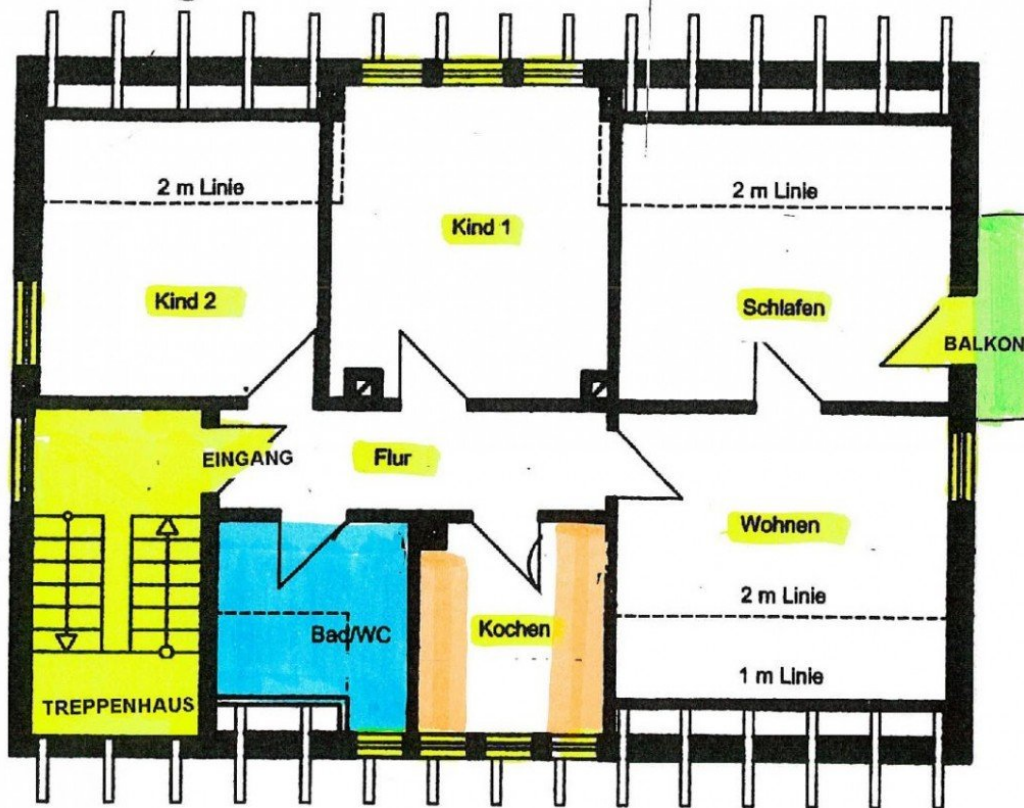 2 m Linie
2 m Linie
Kind 1
Kind 2
Schlafen
BALKON
EINGANG
Flur
Wohnen
2 m Linie
Bad/WC
Kochen
1 m Linie
TREPPENHAUS